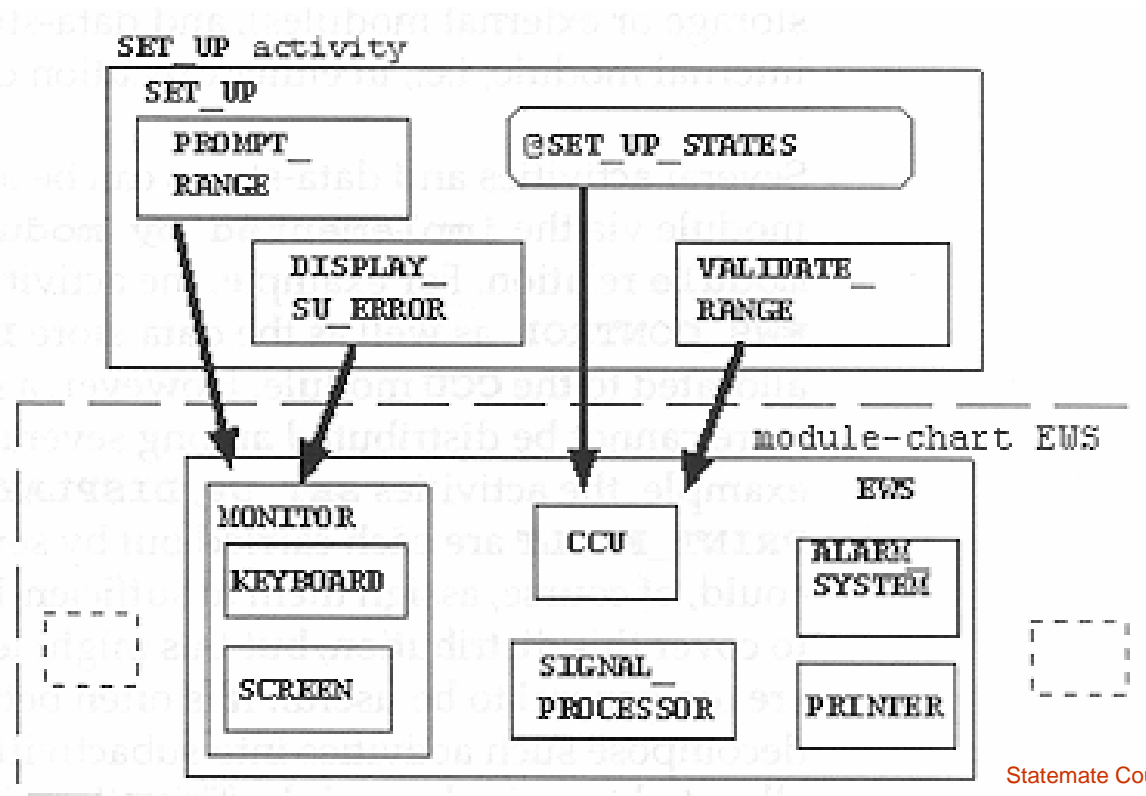 SET_UP activity
SET_UP
PROMPT_
RANGE
@SET_UP_STATES
DISPLAY_
SU_ERROR
VALIDATE_
RANGE
module-chart EWS
EWS
MONITOR
KEYBOARD
SCREEN
CCU
SIGNAL_
PROCESSOR
ALARM
SYSTEM
PRINTER
Statemate